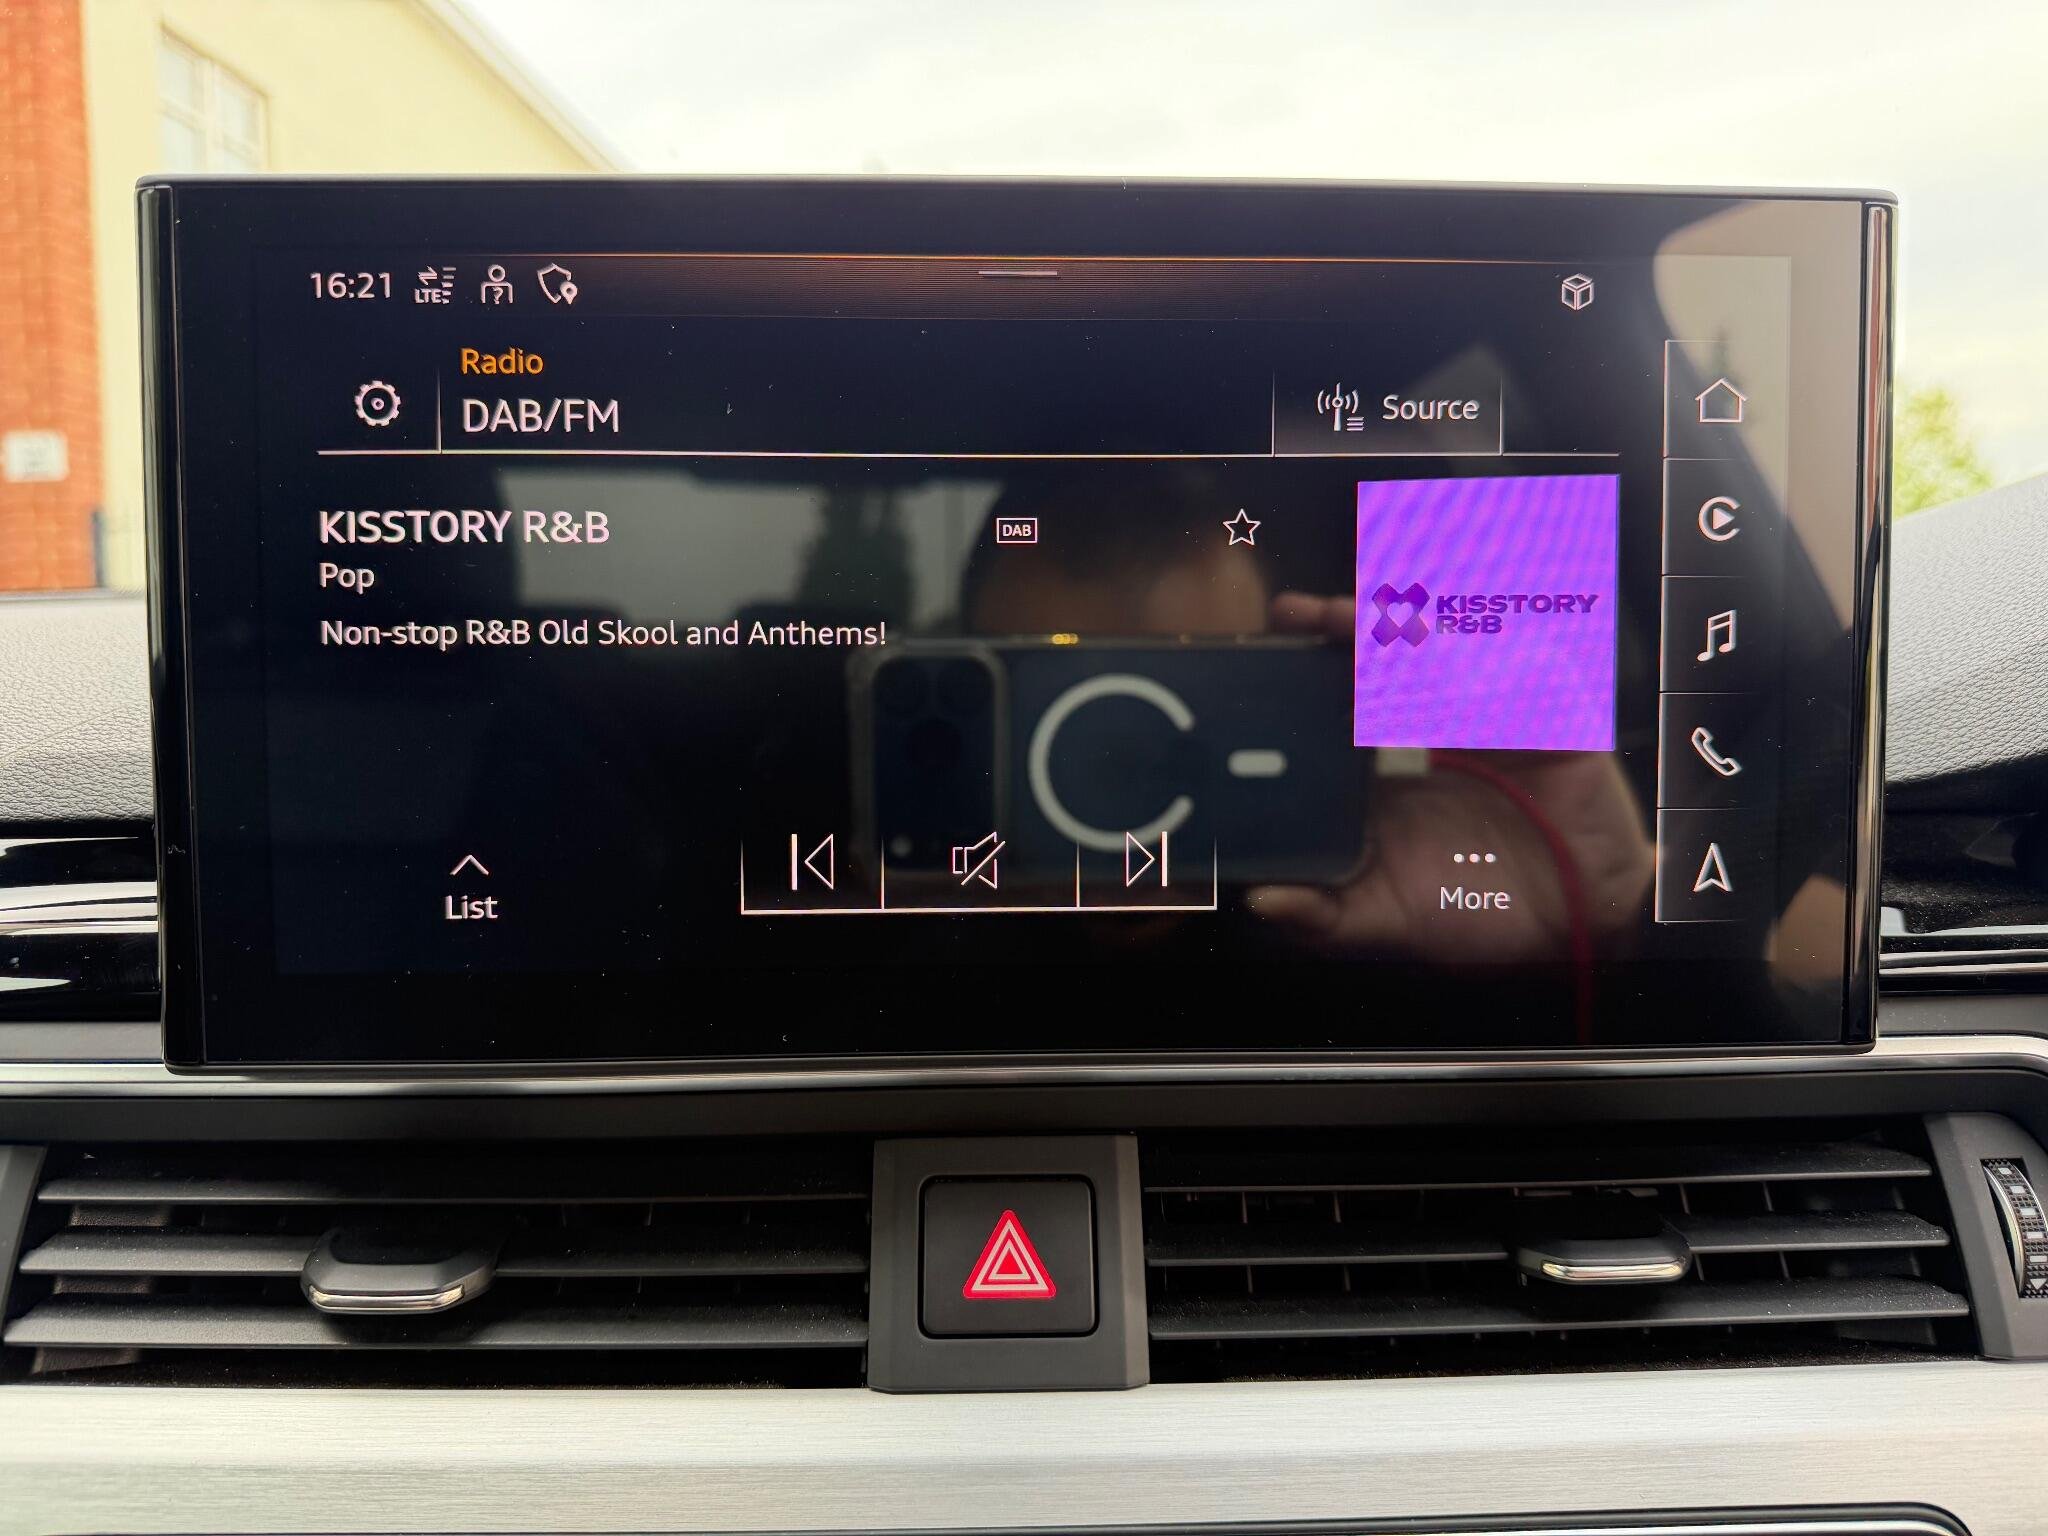 16:21
LTE
Radio
DAB/FM
Source
KISSTORY R&B
DAB
Pop
Non-stop R&B Old Skool and Anthems!
KISSTORY
R&B
List
More